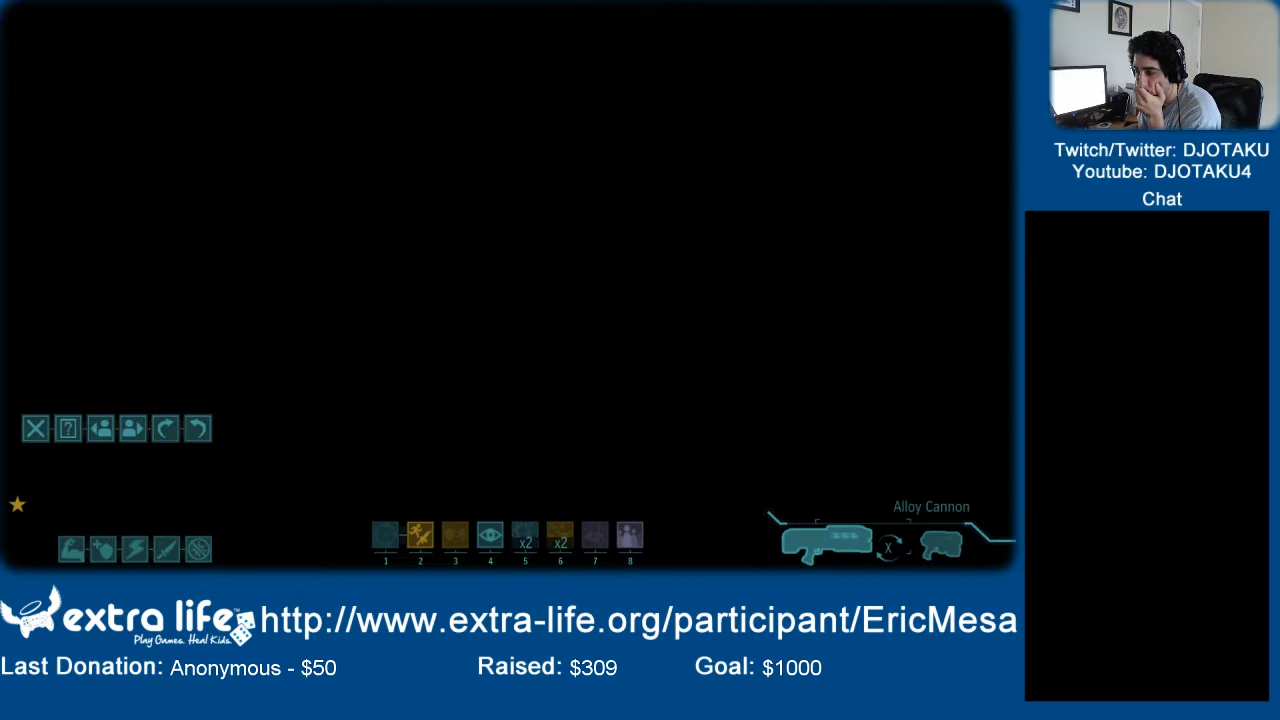 Twitch/Twitter: DJOTAKU
Youtube: DJOTAKU4
Chat
?
Alloy Cannon
x2 x2
X
1 2 3 4 5 6 7 8
extra life
Play Games. Heal Kids.
http://www.extra-life.org/participant/EricMesa
Last Donation: Anonymous - $50 Raised: $309 Goal: $1000